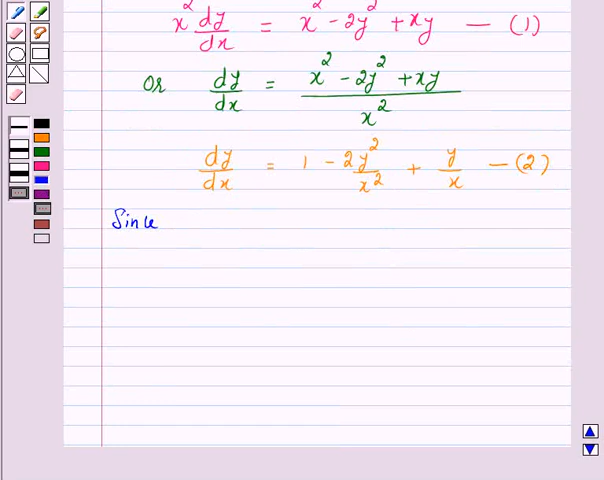 x² dy/dx = x² - 2y² + xy — (1)
or dy/dx = x² - 2y² + xy / x²
dy/dx = 1 - 2y²/x² + y/x — (2)
Since